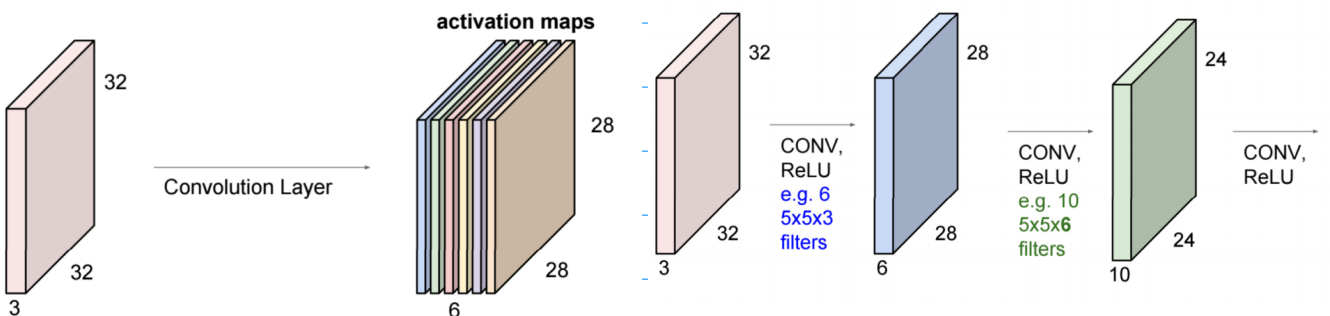 activation maps
32
32
3
Convolution Layer
28
28
6
32
32
3
CONV,
ReLU
e.g. 6
5x5x3
filters
28
28
6
CONV,
ReLU
e.g. 10
5x5x6
filters
24
24
10
CONV,
ReLU